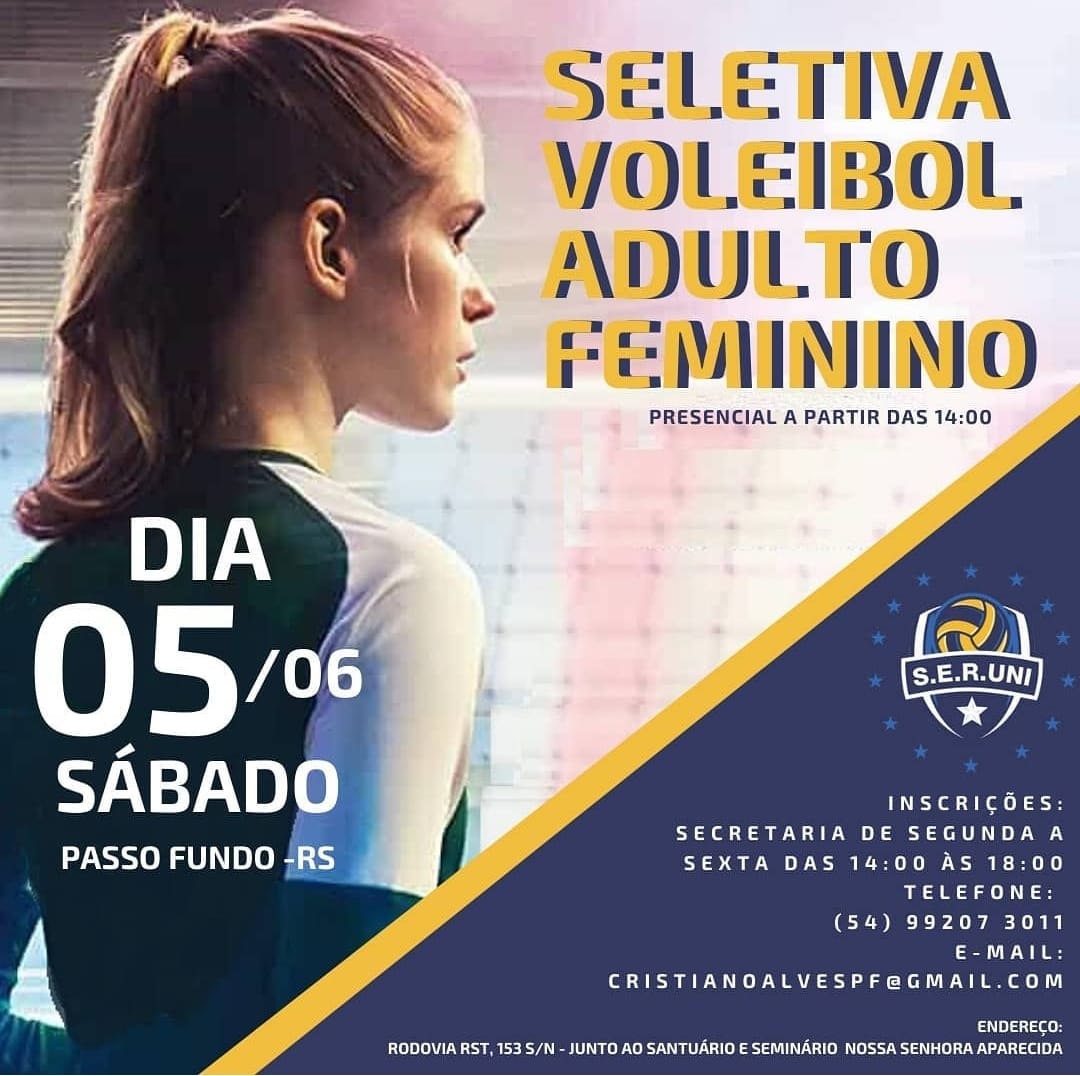 SELETIVA
VOLEIBOL
ADULTO
FEMININO
PRESENCIAL A PARTIR DAS 14:00
DIA
05/06
SÁBADO
PASSO FUNDO -RS
S.E.R.UNI
INSCRIÇÕES:
SECRETARIA DE SEGUNDA A
SEXTA DAS 14:00 ÀS 18:00
TELEFONE:
(54) 99207 3011
E-MAIL:
CRISTIANOALVESPF@GMAIL.COM
ENDEREÇO:
RODOVIA RST, 153 S/N - JUNTO AO SANTUÁRIO E SEMINÁRIO NOSSA SENHORA APARECIDA